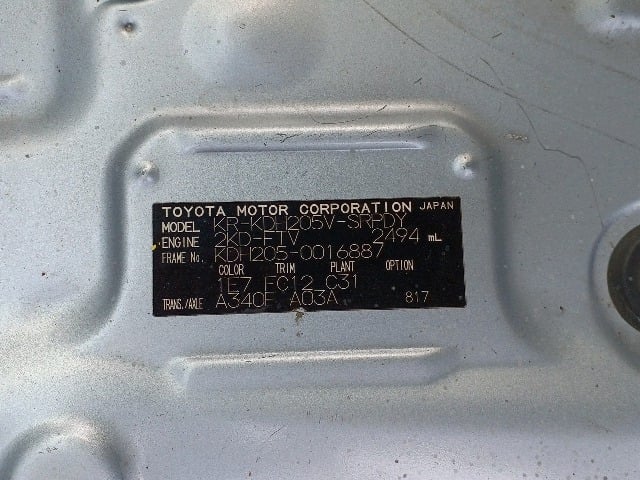 TOYOTA MOTOR CORPORATION JAPAN
MODEL KR-KDH205V-SRPDY
ENGINE 2KD-FTV 2494 mL
FRAME No. KDH205-0016887
COLOR TRIM PLANT OPTION
1E7 FC12 C31
TRANS./AXLE A340F A03A 817